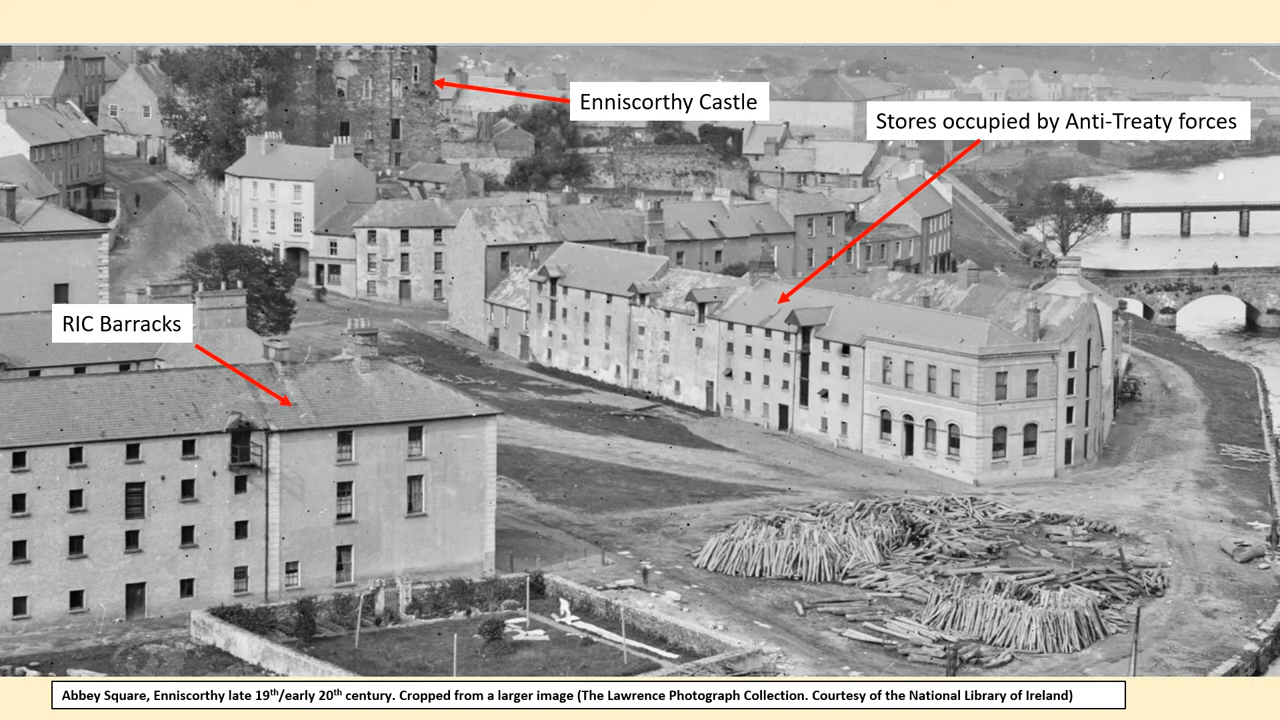 Enniscorthy Castle
Stores occupied by Anti-Treaty forces
RIC Barracks
Abbey Square, Enniscorthy late 19th/early 20th century. Cropped from a larger image (The Lawrence Photograph Collection. Courtesy of the National Library of Ireland)